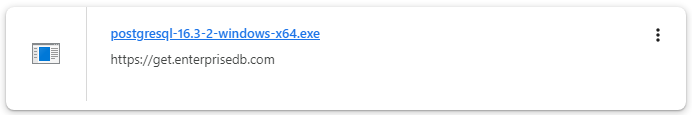 postgresql-16.3-2-windows-x64.exe
https://get.enterprisedb.com